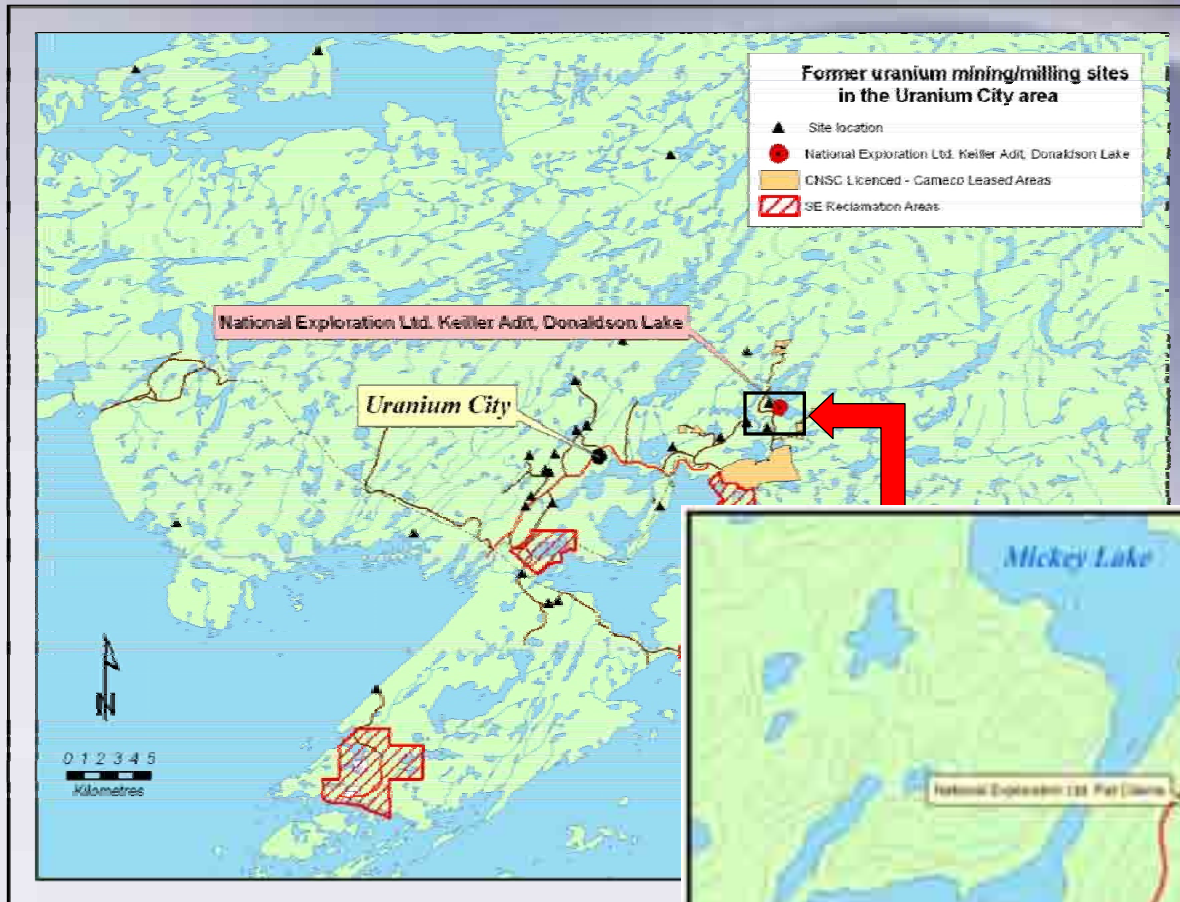 Former uranium mining/milling sites
in the Uranium City area
Site location
National Exploration Ltd. Keiller Adit, Donaldson Lake
CNSC Licenced - Cameco Leased Areas
SE Reclamation Areas
National Exploration Ltd. Keiller Adit, Donaldson Lake
Uranium City
N
0 1 2 3 4 5
Kilometres
Mickey Lake
National Exploration Ltd. Pat Claims